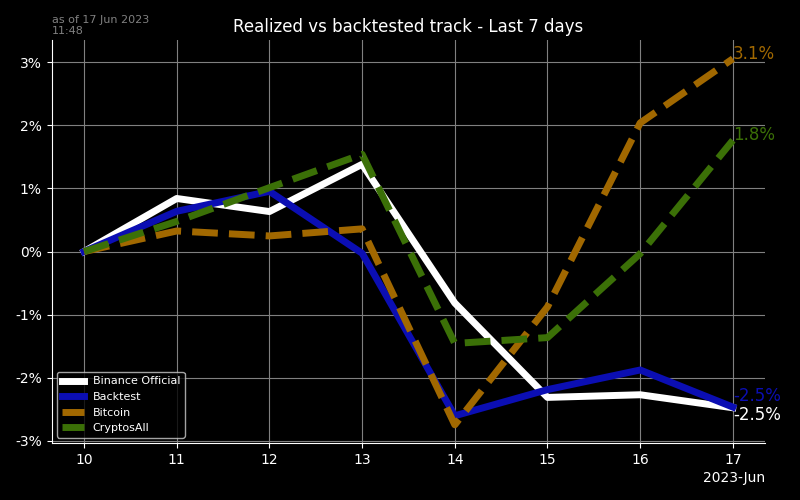 as of 17 Jun 2023
11:48
Realized vs backtested track - Last 7 days
3%
2%
1%
0%
-1%
-2%
-3%
3.1%
1.8%
-2.5%
-2.5%
Binance Official
Backtest
Bitcoin
CryptosAll
10 11 12 13 14 15 16 17
2023-Jun